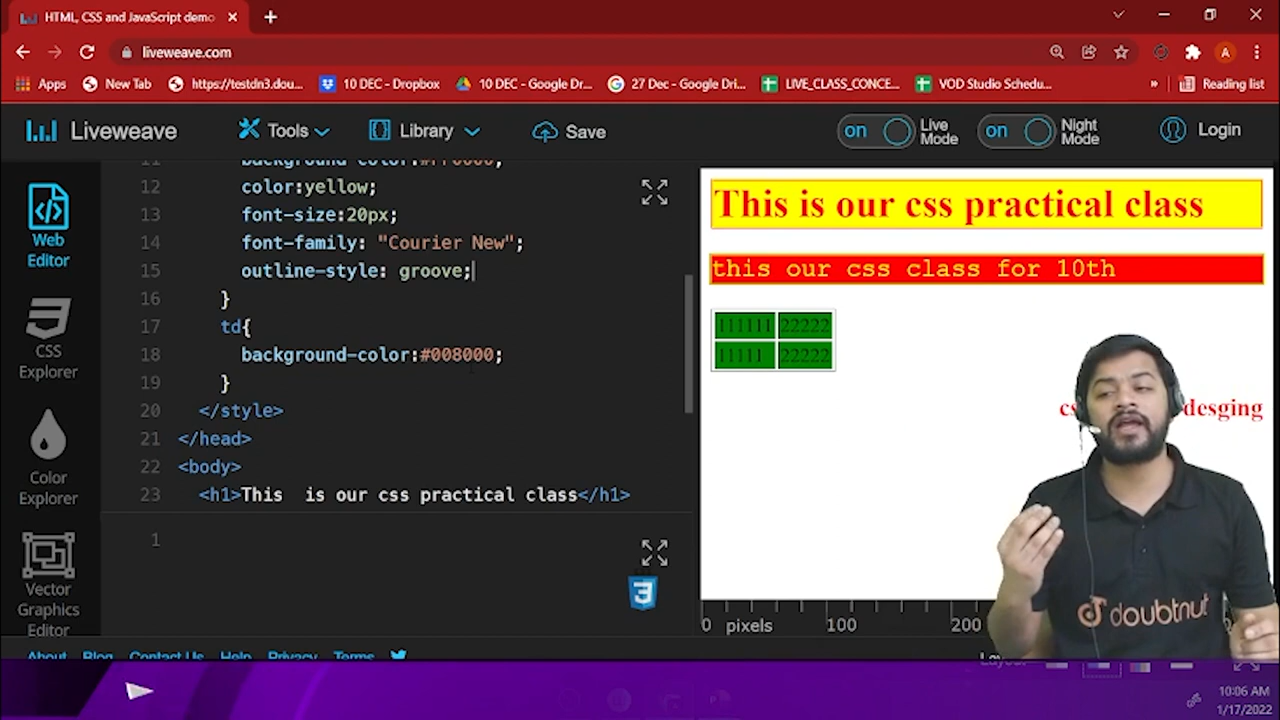 HTML, CSS and JavaScript demo
liveweave.com
A
Apps
New Tab
https://testdn3.dou...
10 DEC - Dropbox
10 DEC - Google Dr...
27 Dec - Google Dri...
LIVE_CLASS_CONCE...
VOD Studio Schedu...
»
Reading list
Liveweave
Tools
Library
Save
on
Live Mode
on
Night Mode
Login
Web Editor
CSS Explorer
Color Explorer
Vector Graphics Editor
11 background-color:#FF0000;
12 color:yellow;
13 font-size:20px;
14 font-family: "Courier New";
15 outline-style: groove;
16 }
17 td{
18 background-color:#008000;
19 }
20 </style>
21 </head>
22 <body>
23 <h1>This  is our css practical class</h1>
1
3
This is our css practical class
this our css class for 10th
111111 22222
11111 22222
desging
doubtnut
0 pixels 100 200
About Blog Contact Us Help Privacy Terms
10:06 AM
1/17/2022